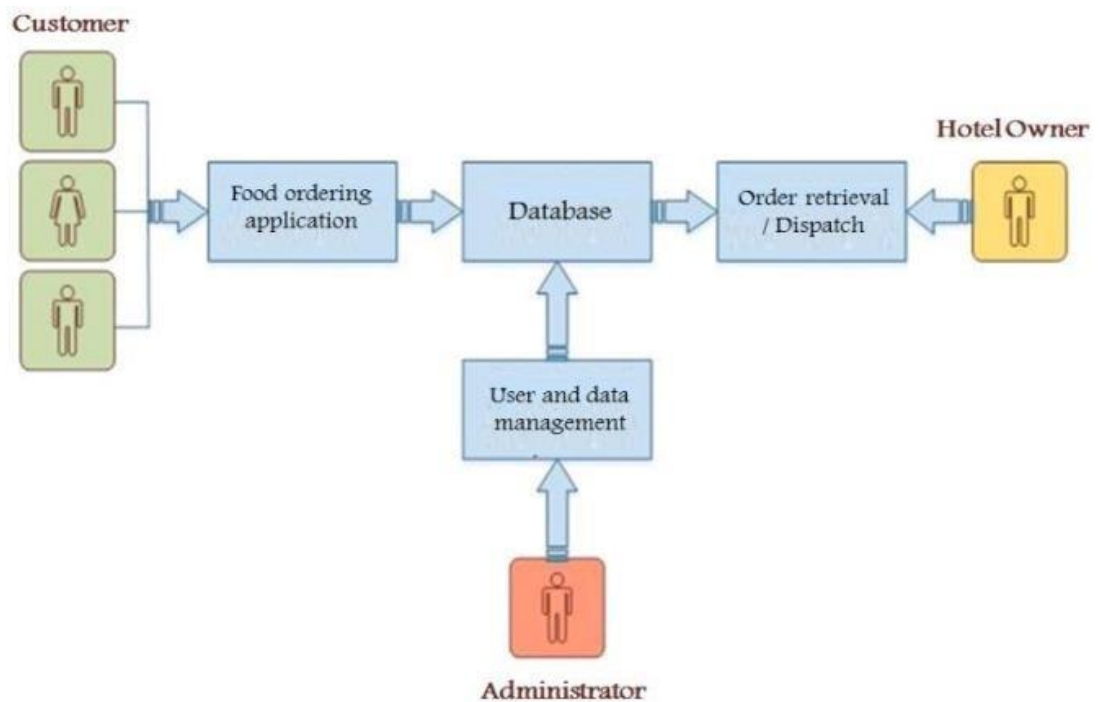 Customer
Hotel Owner
Food ordering
application
Database
Order retrieval
/ Dispatch
User and data
management
Administrator